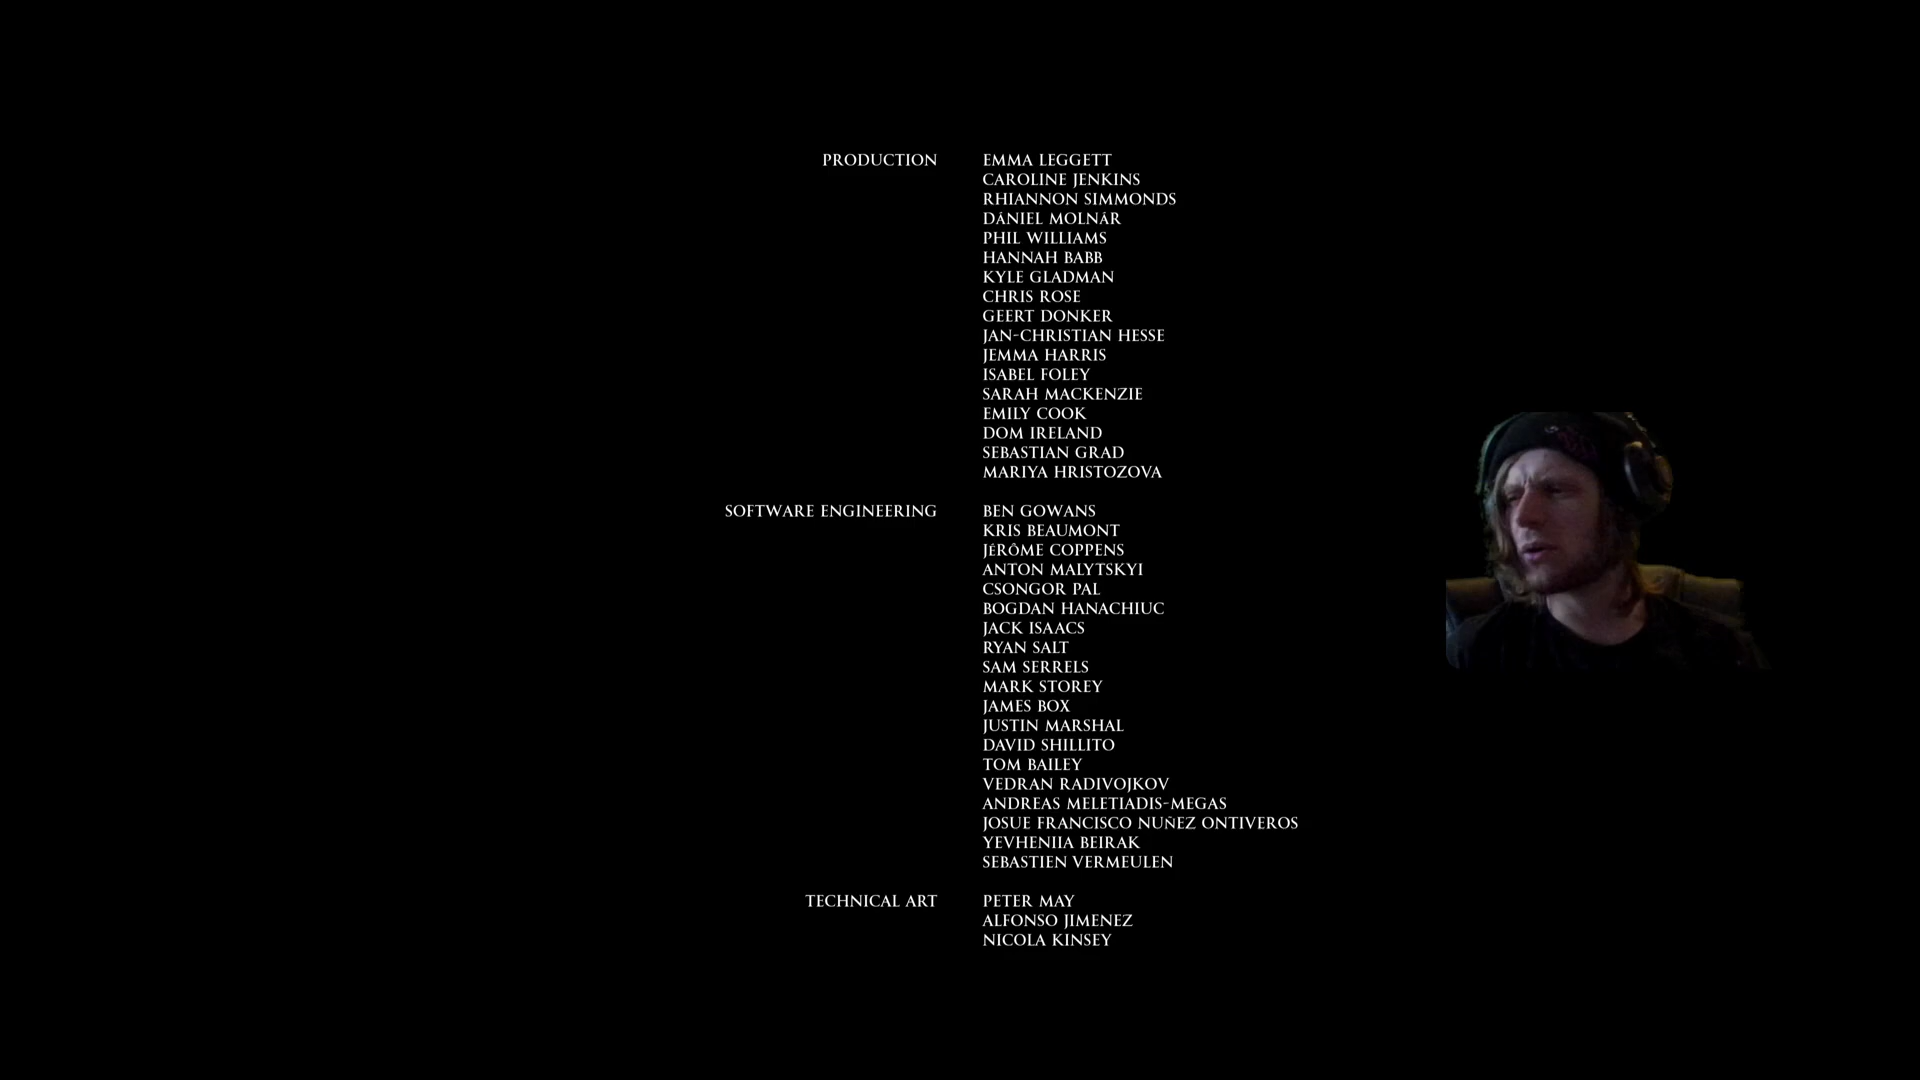 PRODUCTION EMMA LEGGETT
CAROLINE JENKINS
RHIANNON SIMMONDS
DÁNIEL MOLNÁR
PHIL WILLIAMS
HANNAH BABB
KYLE GLADMAN
CHRIS ROSE
GEERT DONKER
JAN-CHRISTIAN HESSE
JEMMA HARRIS
ISABEL FOLEY
SARAH MACKENZIE
EMILY COOK
DOM IRELAND
SEBASTIAN GRAD
MARIYA HRISTOZOVA
SOFTWARE ENGINEERING BEN GOWANS
KRIS BEAUMONT
JÉRÔME COPPENS
ANTON MALYTSKYI
CSONGOR PAL
BOGDAN HANACHIUC
JACK ISAACS
RYAN SALT
SAM SERRELS
MARK STOREY
JAMES BOX
JUSTIN MARSHAL
DAVID SHILLITO
TOM BAILEY
VEDRAN RADIVOJKOV
ANDREAS MELETIADIS-MEGAS
JOSUE FRANCISCO NUÑEZ ONTIVEROS
YEVHENIIA BEIRAK
SEBASTIEN VERMEULEN
TECHNICAL ART PETER MAY
ALFONSO JIMENEZ
NICOLA KINSEY